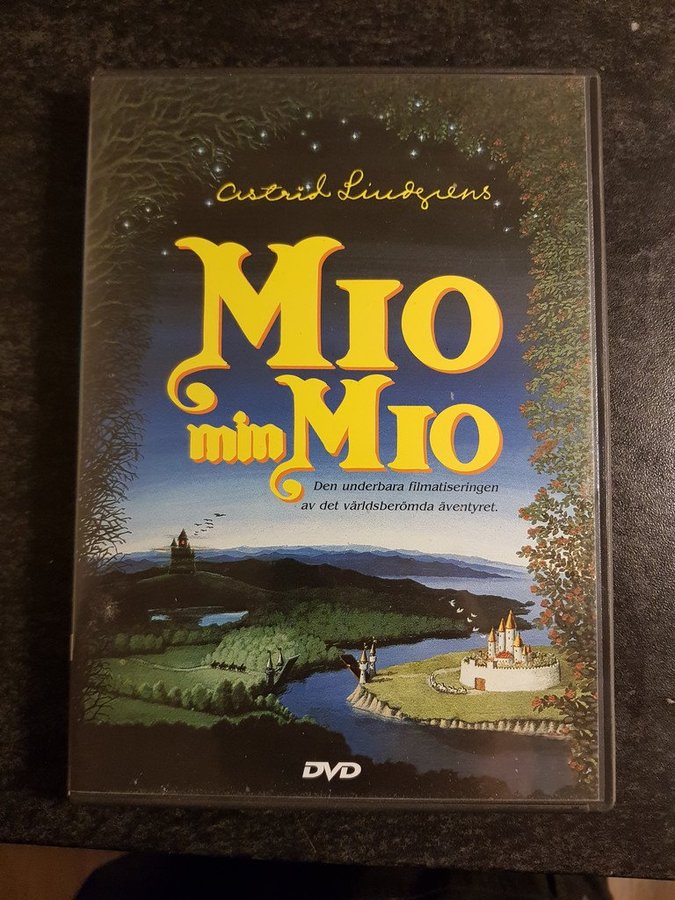 Astrid Lindgrens
MIO
min MIO
Den underbara filmatiseringen
av det världsberömda äventyret.
DVD